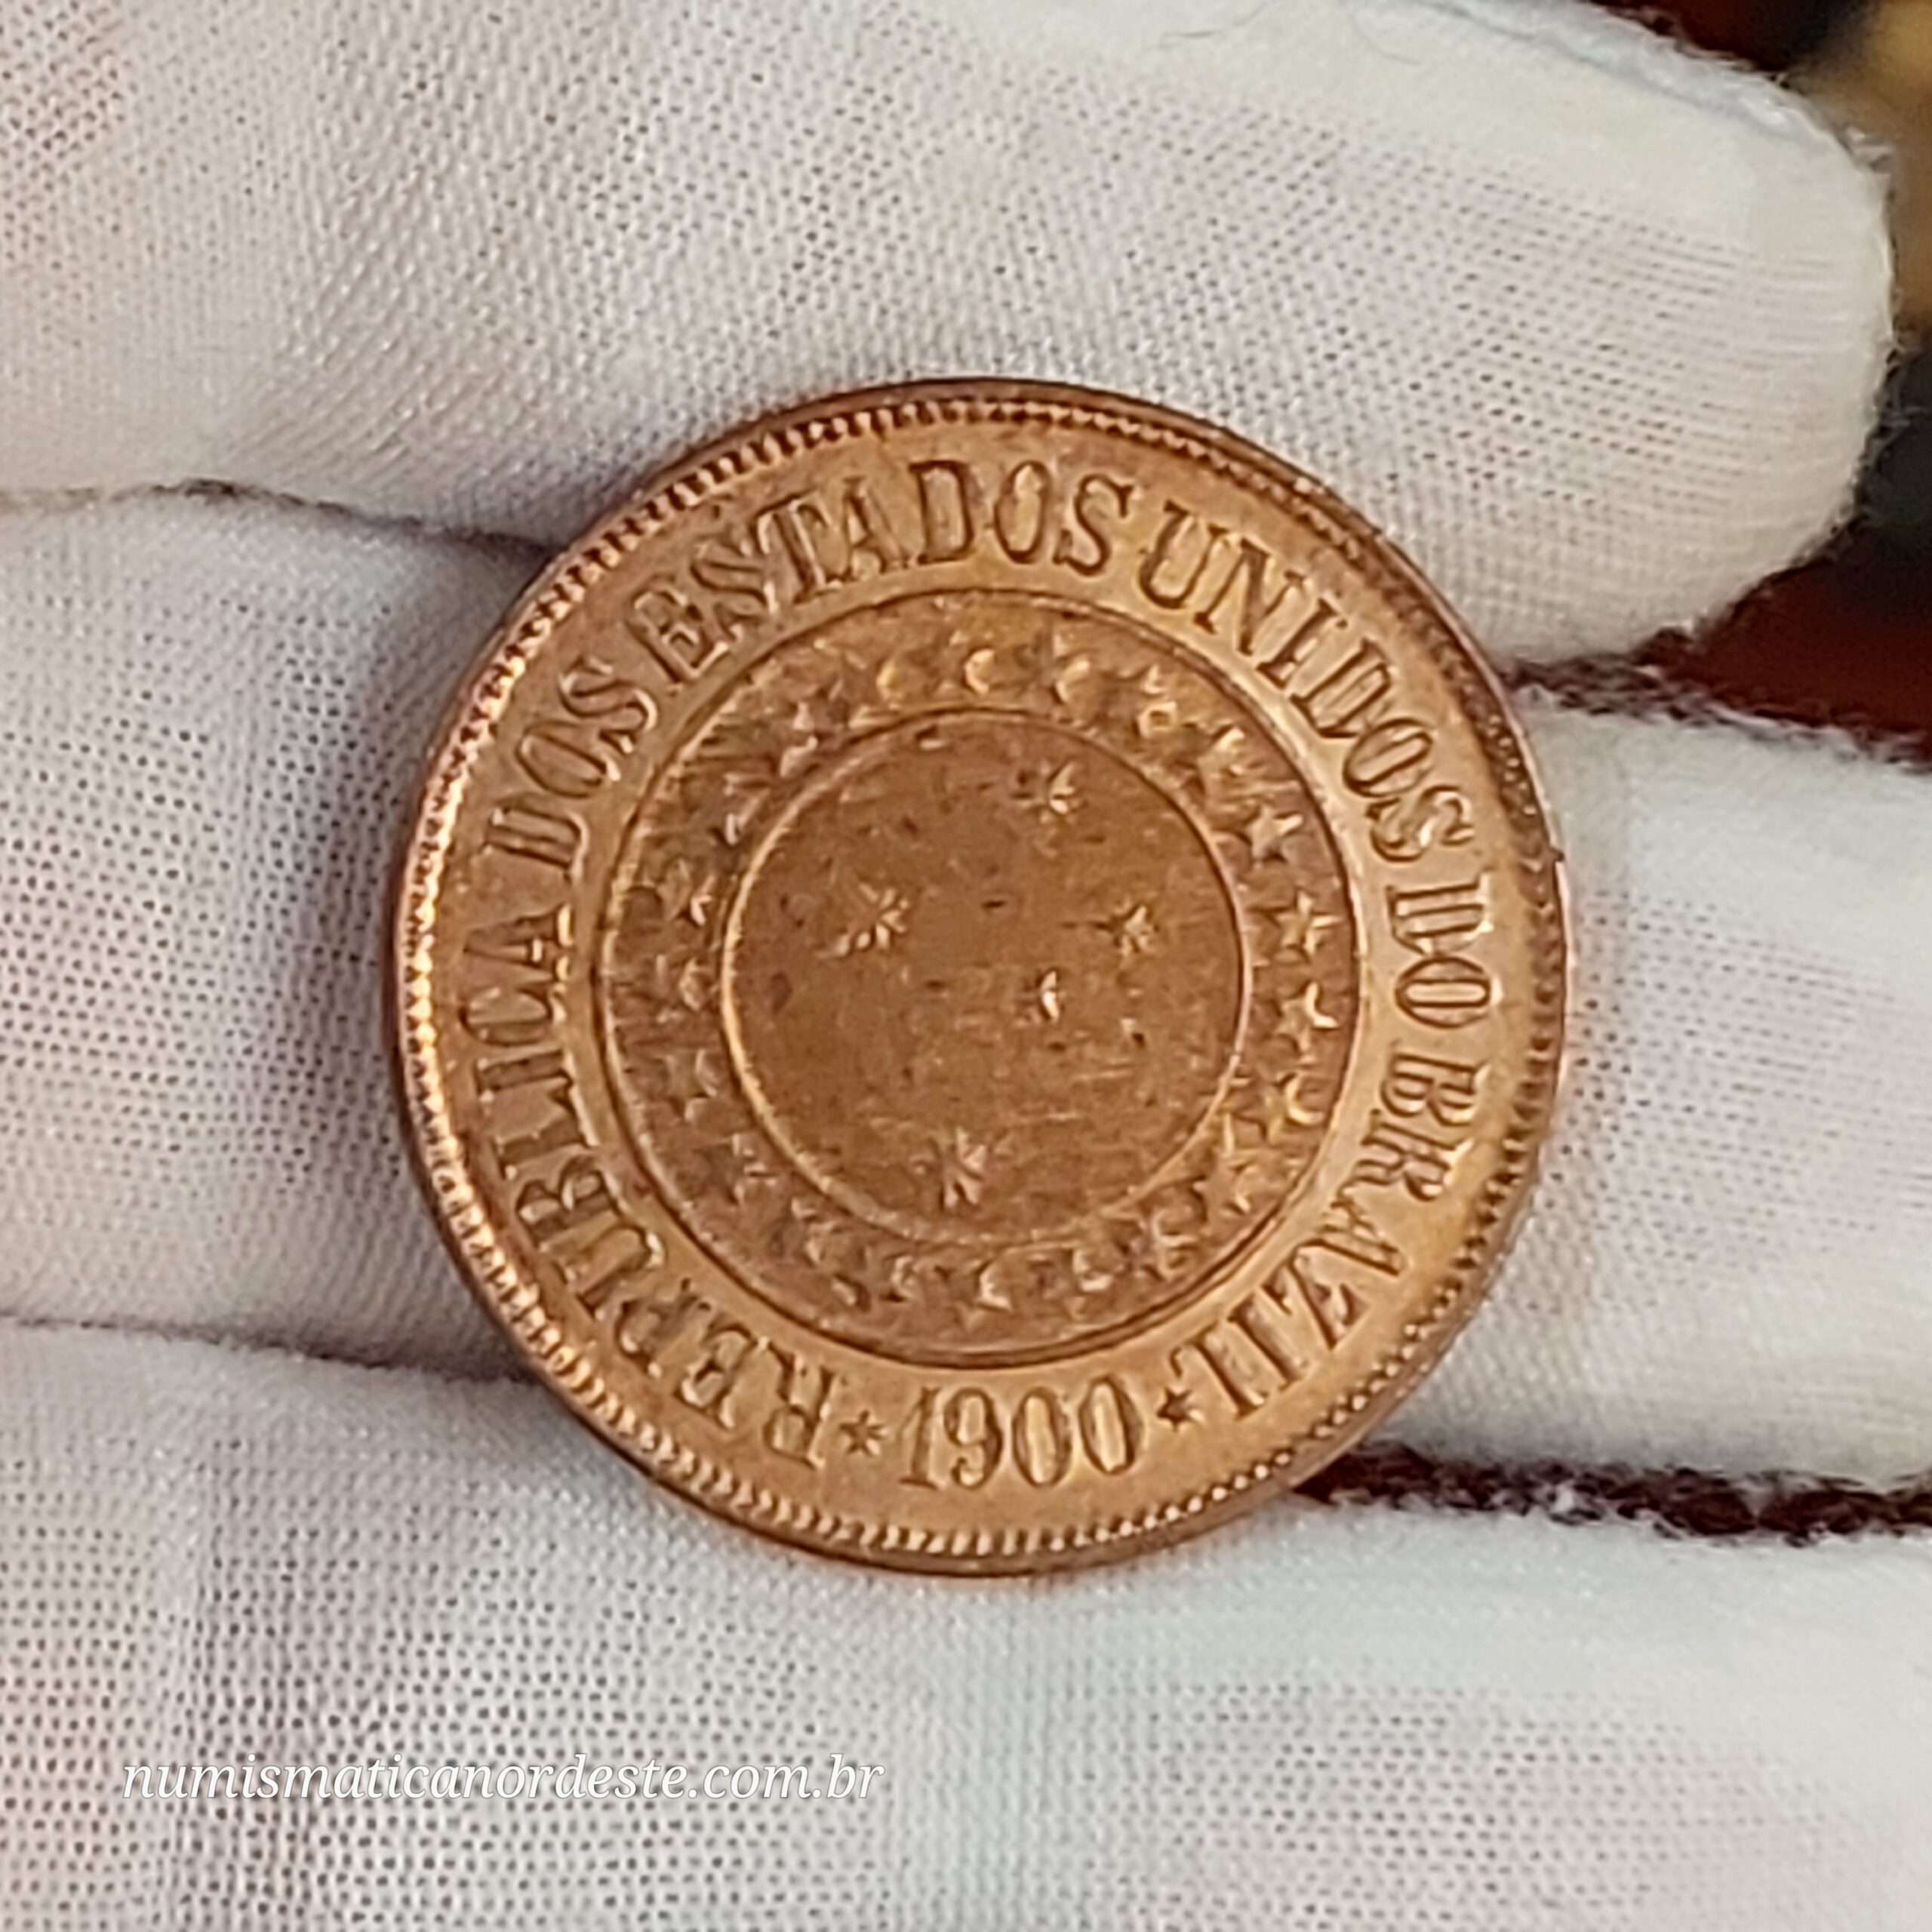 REPUBLICA DOS ESTADOS UNIDOS DO BRAZIL
1900
numismaticanordeste.com.br